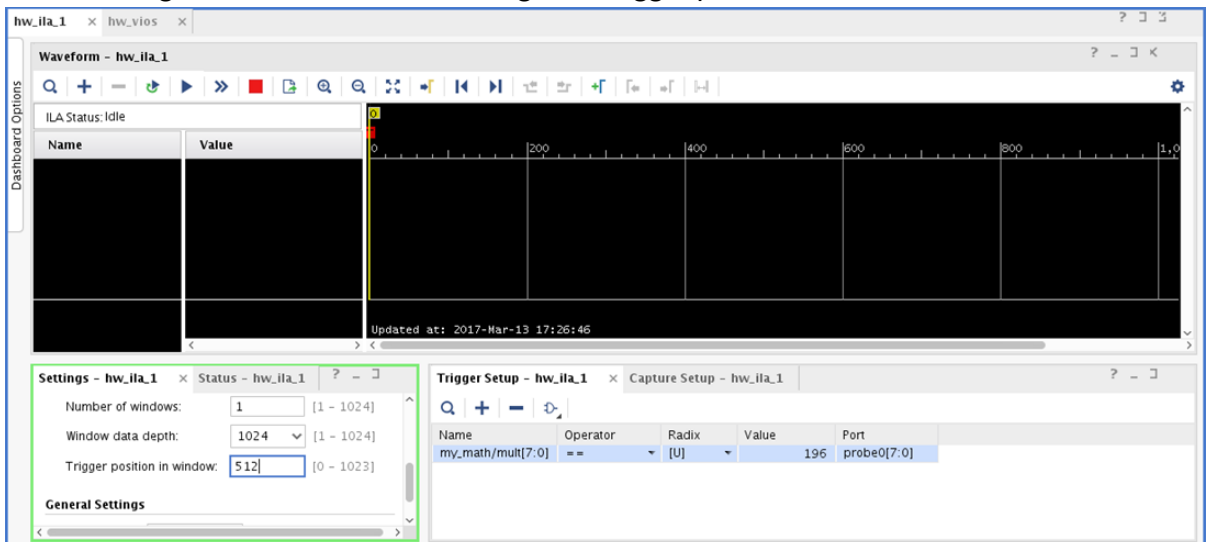 hw_ila_1 × hw_vios ×
Waveform - hw_ila_1
Dashboard Options
ILA Status: Idle
Name Value
0
0 200 400 600 800 1,0
Updated at: 2017-Mar-13 17:26:46
Settings - hw_ila_1 × Status - hw_ila_1
Number of windows: 1 [1 - 1024]
Window data depth: 1024 [1 - 1024]
Trigger position in window: 512 [0 - 1023]
General Settings
Trigger Setup - hw_ila_1 × Capture Setup - hw_ila_1
Name Operator Radix Value Port
my_math/mult[7:0] == [U] 196 probe0[7:0]